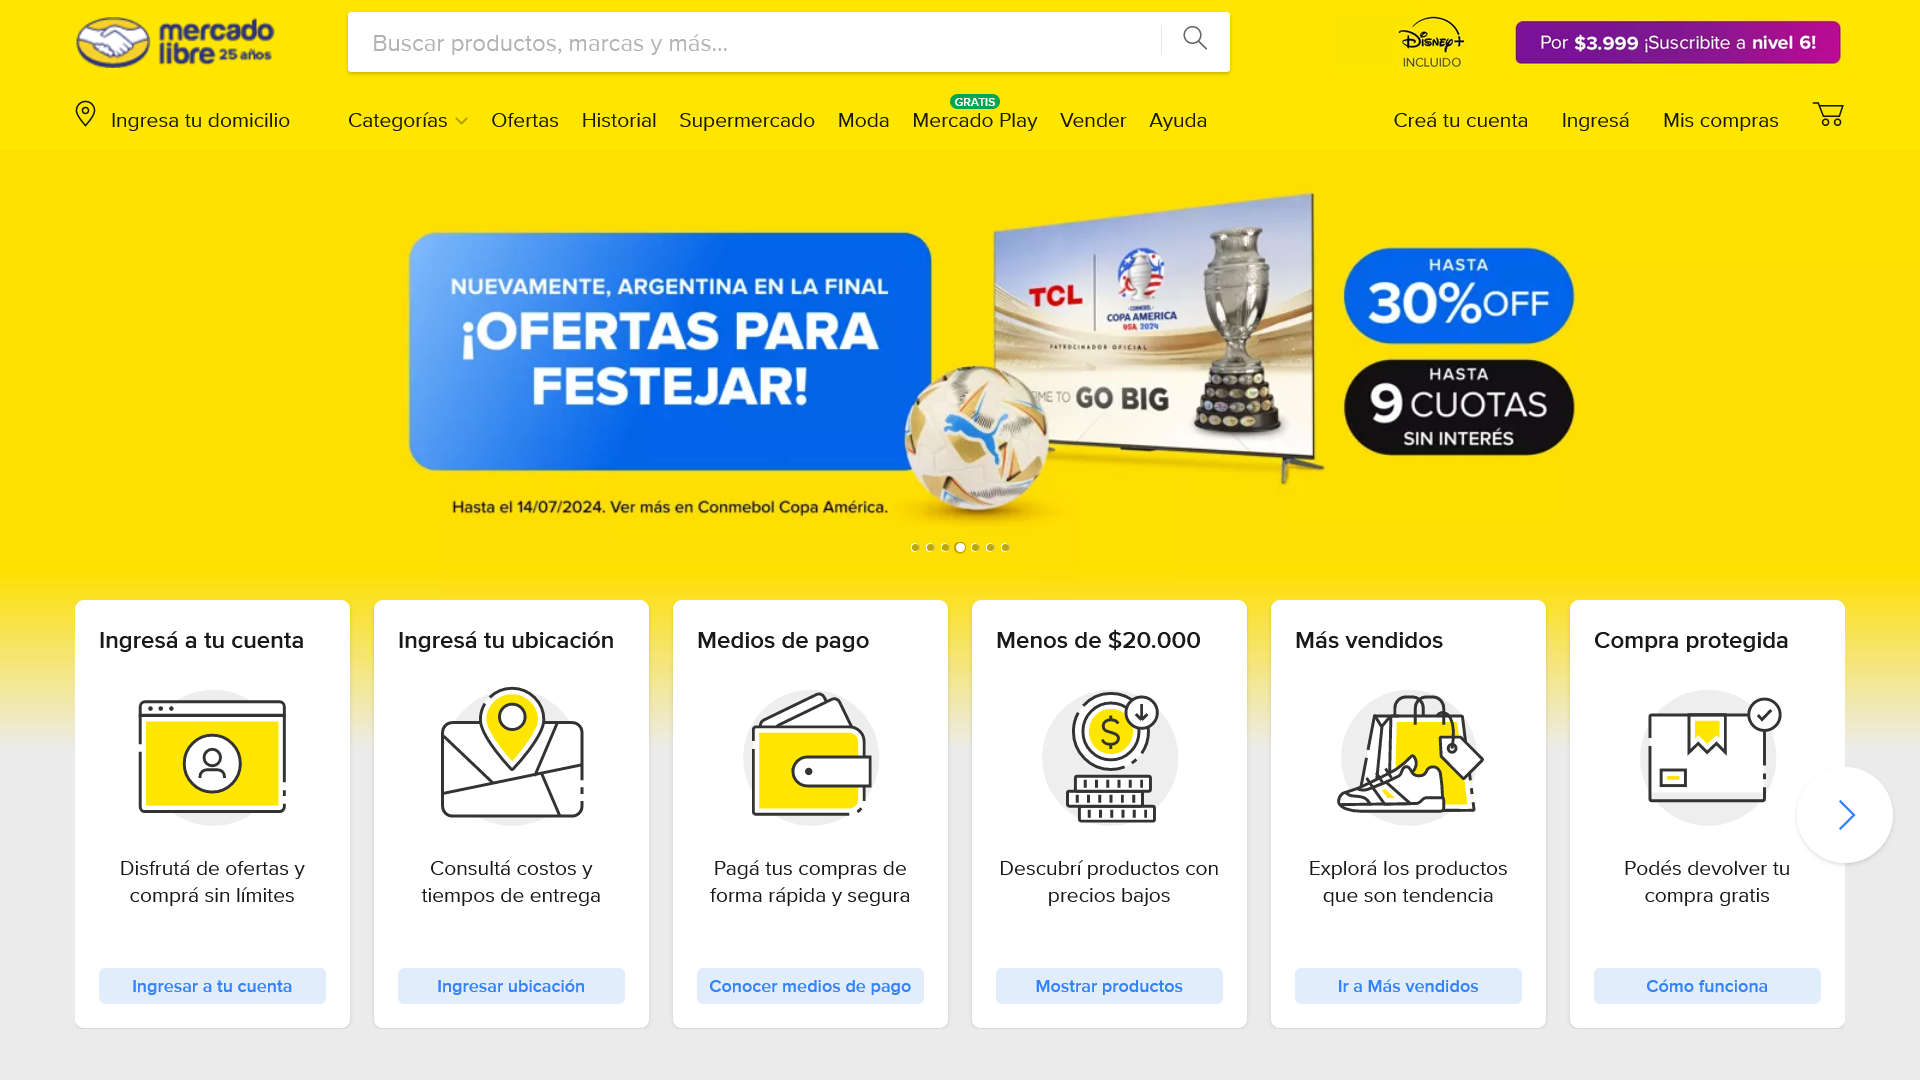 mercado
libre 25 años
Buscar productos, marcas y más...
Disney+
INCLUIDO
Por $3.999 ¡Suscribite a nivel 6!
Ingresa tu domicilio
Categorías
Ofertas
Historial
Supermercado
Moda
GRATIS
Mercado Play
Vender
Ayuda
Creá tu cuenta
Ingresá
Mis compras
NUEVAMENTE, ARGENTINA EN LA FINAL
¡OFERTAS PARA
FESTEJAR!
Hasta el 14/07/2024. Ver más en Conmebol Copa América.
TCL
CONMEBOL
COPA AMERICA
USA 2024
PATROCINADOR OFICIAL
TO GO BIG
HASTA
30% OFF
HASTA
9 CUOTAS
SIN INTERÉS
Ingresá a tu cuenta
Disfrutá de ofertas y
comprá sin límites
Ingresar a tu cuenta
Ingresá tu ubicación
Consultá costos y
tiempos de entrega
Ingresar ubicación
Medios de pago
Pagá tus compras de
forma rápida y segura
Conocer medios de pago
Menos de $20.000
$
Descubrí productos con
precios bajos
Mostrar productos
Más vendidos
Explorá los productos
que son tendencia
Ir a Más vendidos
Compra protegida
Podés devolver tu
compra gratis
Cómo funciona